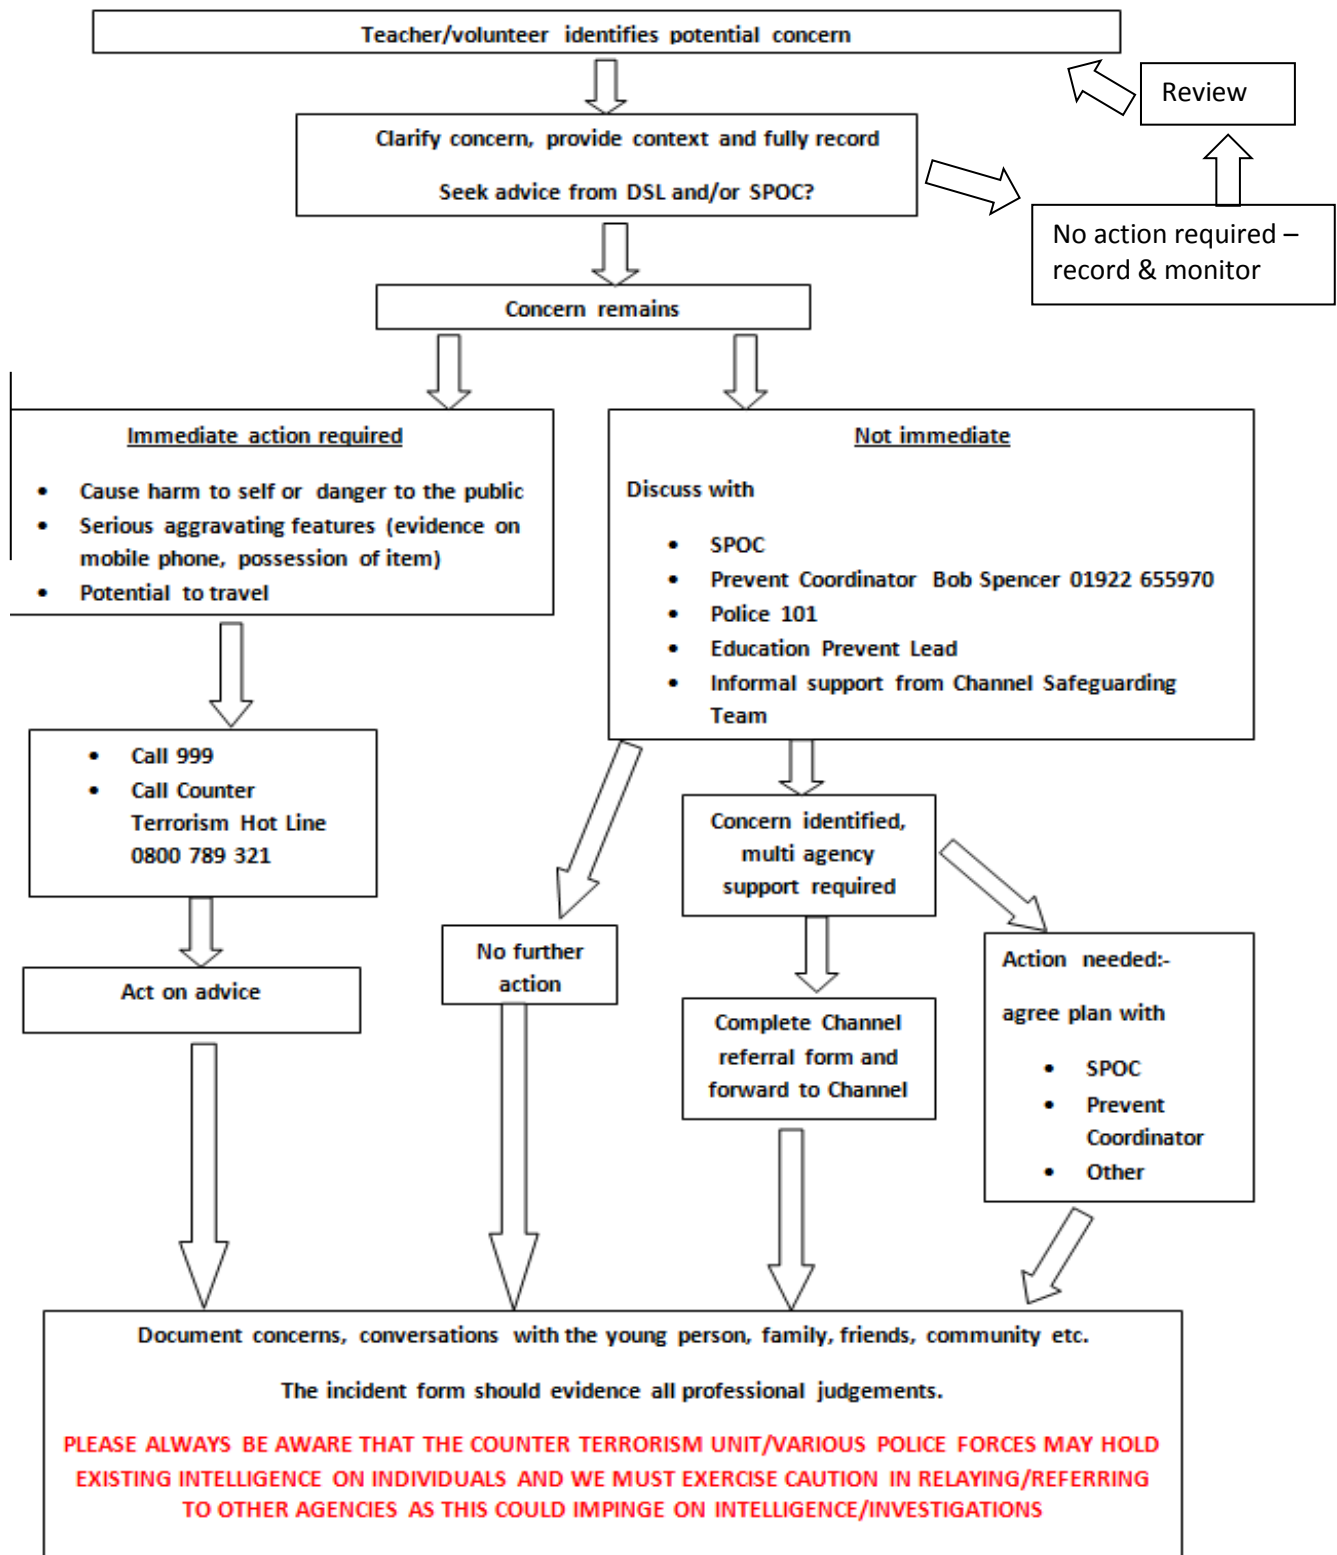 Teacher/volunteer identifies potential concern
Review
Clarify concern, provide context and fully record
Seek advice from DSL and/or SPOC?
No action required –
record & monitor
Concern remains
Immediate action required
• Cause harm to self or danger to the public
• Serious aggravating features (evidence on
mobile phone, possession of item)
• Potential to travel
Not immediate
Discuss with
• SPOC
• Prevent Coordinator Bob Spencer 01922 655970
• Police 101
• Education Prevent Lead
• Informal support from Channel Safeguarding
Team
• Call 999
• Call Counter
Terrorism Hot Line
0800 789 321
Concern identified,
multi agency
support required
No further
action
Action needed:-
agree plan with
• SPOC
• Prevent
Coordinator
• Other
Act on advice
Complete Channel
referral form and
forward to Channel
Document concerns, conversations with the young person, family, friends, community etc.
The incident form should evidence all professional judgements.
PLEASE ALWAYS BE AWARE THAT THE COUNTER TERRORISM UNIT/VARIOUS POLICE FORCES MAY HOLD
EXISTING INTELLIGENCE ON INDIVIDUALS AND WE MUST EXERCISE CAUTION IN RELAYING/REFERRING
TO OTHER AGENCIES AS THIS COULD IMPINGE ON INTELLIGENCE/INVESTIGATIONS